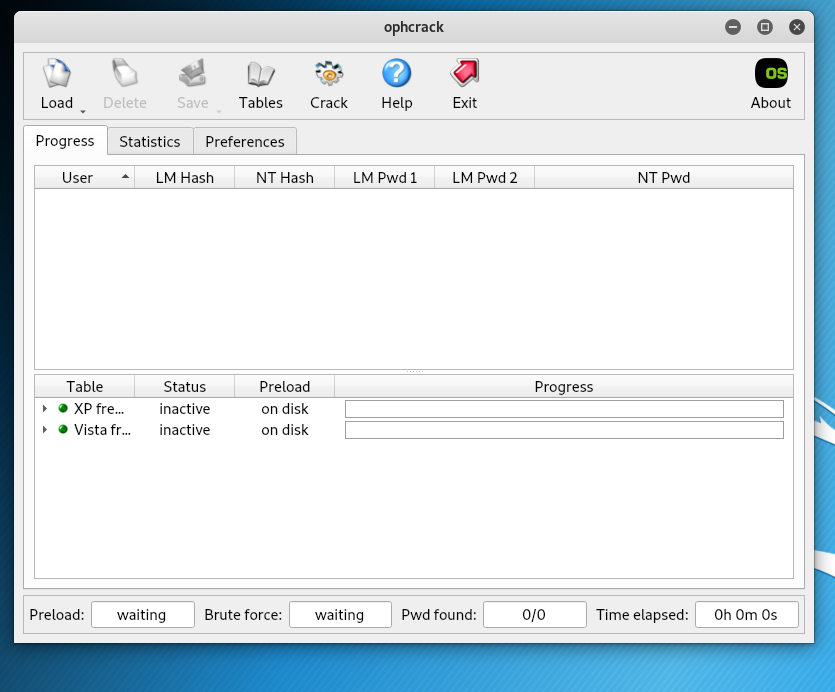 ophcrack
Load Delete Save Tables Crack Help Exit About
os
Progress Statistics Preferences
User LM Hash NT Hash LM Pwd 1 LM Pwd 2 NT Pwd
Table Status Preload Progress
XP fre... inactive on disk
Vista fr... inactive on disk
Preload: waiting Brute force: waiting Pwd found: 0/0 Time elapsed: 0h 0m 0s